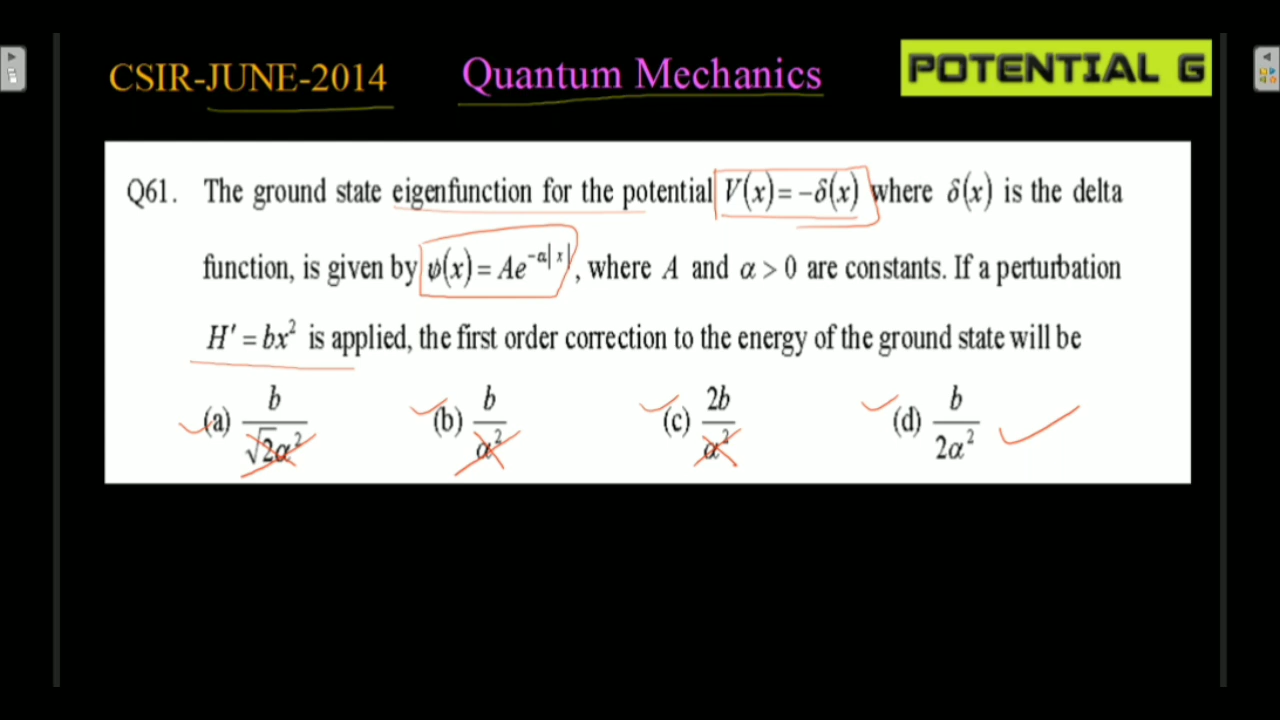 CSIR-JUNE-2014 Quantum Mechanics POTENTIAL G
Q61. The ground state eigenfunction for the potential V(x)= −δ(x) where δ(x) is the delta
function, is given by ψ(x)= Ae^{−α|x|}, where A and α > 0 are constants. If a perturbation
H′ = bx² is applied, the first order correction to the energy of the ground state will be
(a) b/√2α² (b) b/α² (c) 2b/α² (d) b/2α²